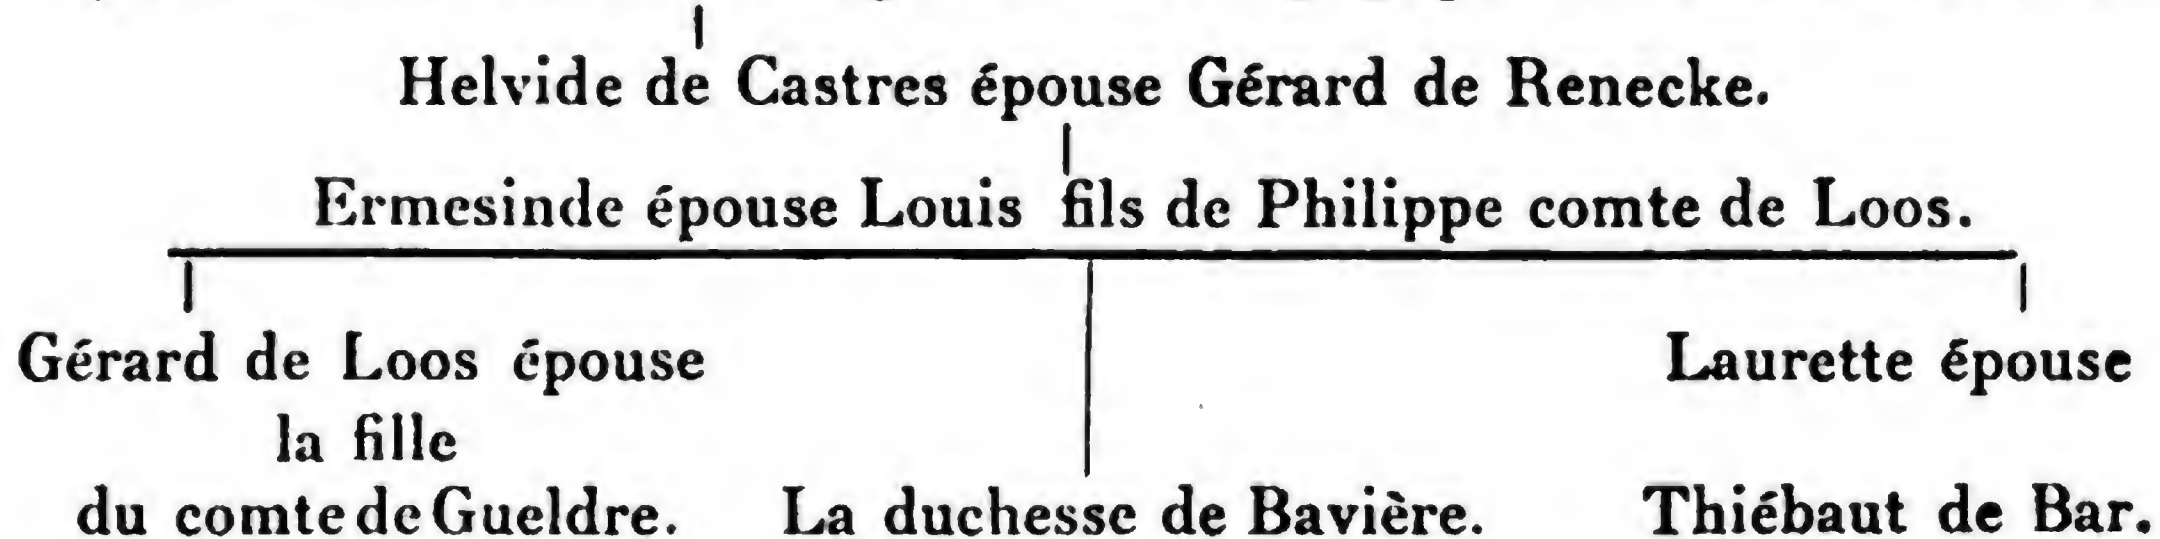 Helvide de Castres épouse Gérard de Renecke.
Ermesinde épouse Louis fils de Philippe comte de Loos.
Gérard de Loos épouse
la fille
du comte de Gueldre.
La duchesse de Bavière.
Laurette épouse
Thiébaut de Bar.